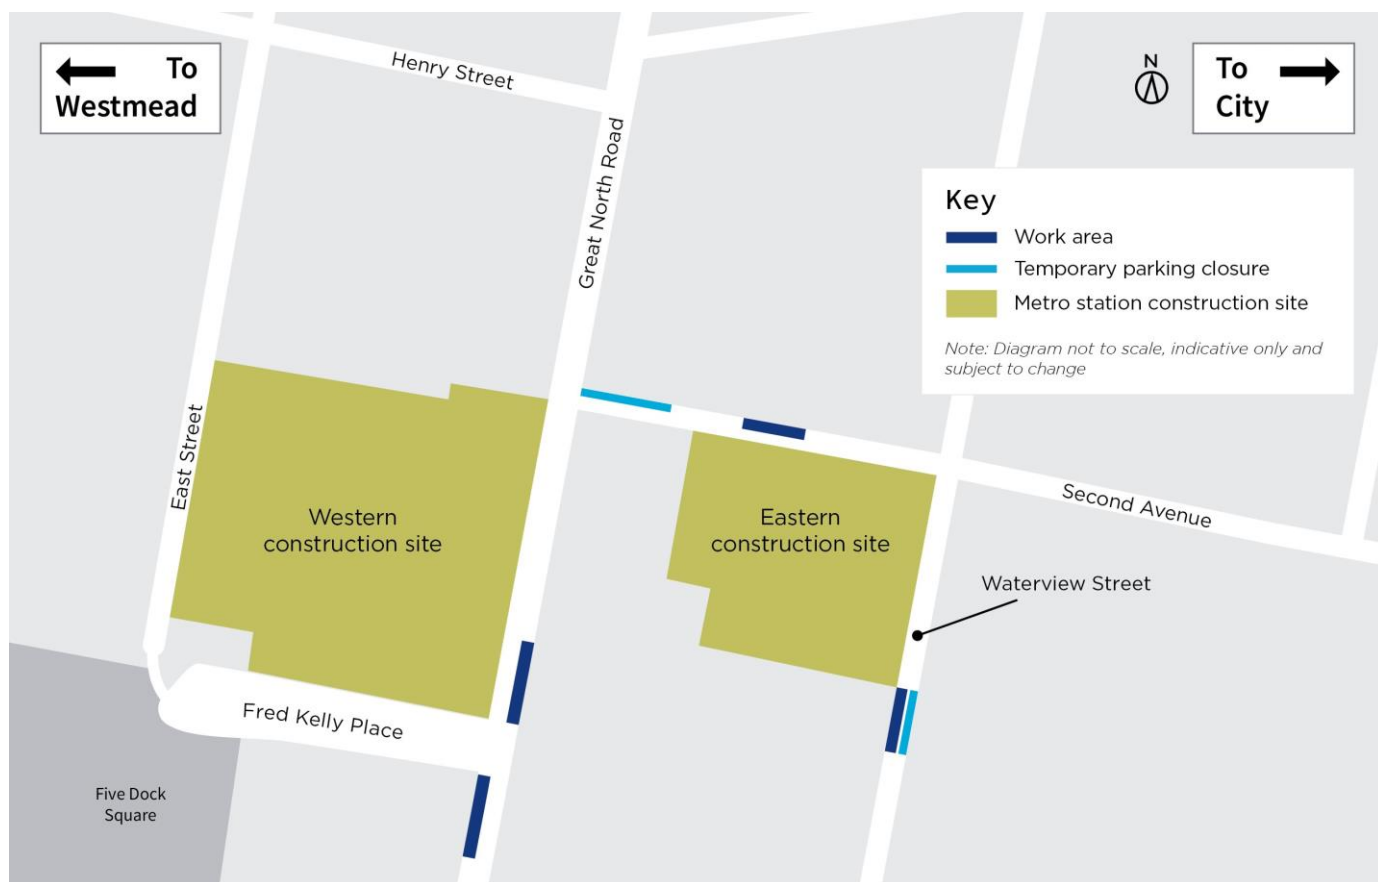 To
Westmead
Henry Street
N
To
City
Great North Road
Key
Work area
Temporary parking closure
Metro station construction site
Note: Diagram not to scale, indicative only and
subject to change
East Street
Western
construction site
Eastern
construction site
Second Avenue
Waterview Street
Fred Kelly Place
Five Dock
Square